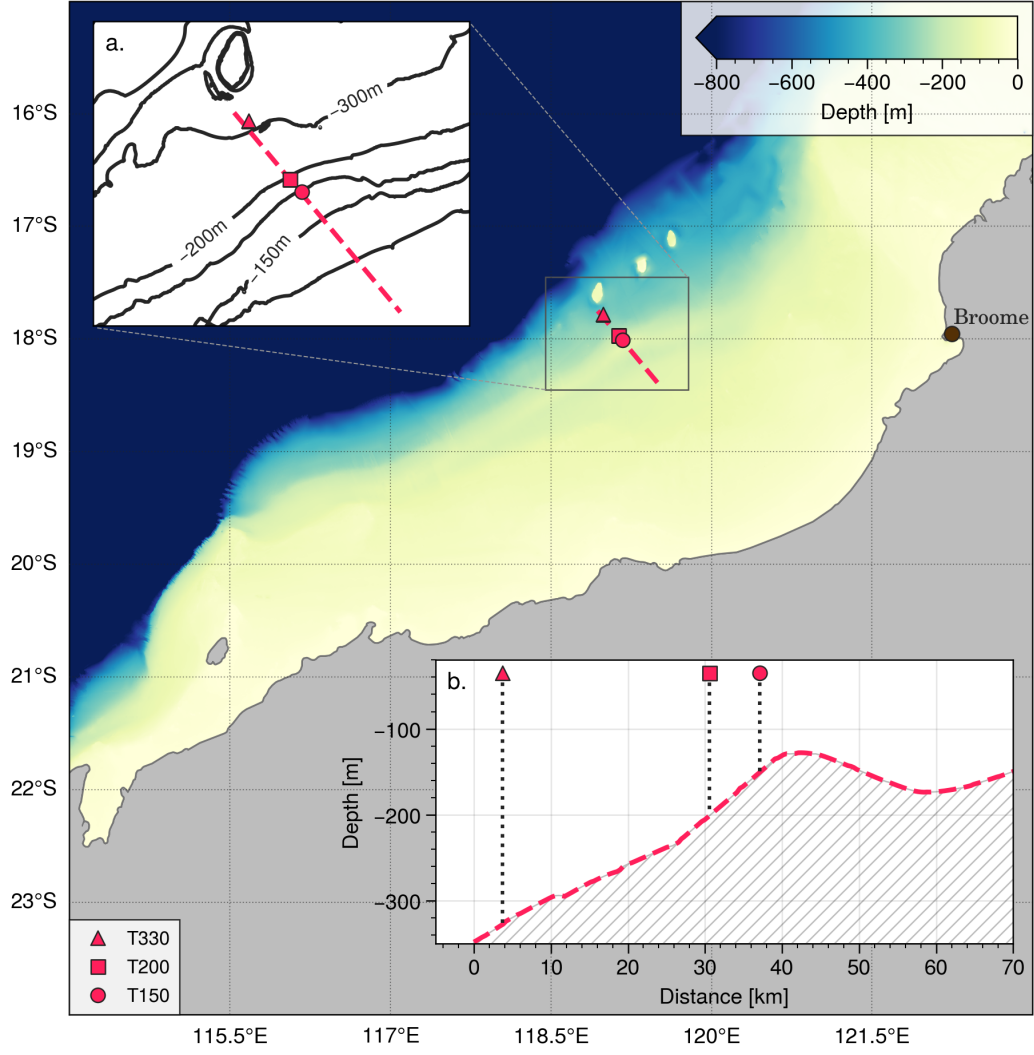 a.
−300m
−200m
−150m
−800 −600 −400 −200 0
Depth [m]
16°S
17°S
18°S
19°S
20°S
21°S
22°S
23°S
Broome
b.
−100
−200
−300
Depth [m]
0 10 20 30 40 50 60 70
Distance [km]
T330
T200
T150
115.5°E 117°E 118.5°E 120°E 121.5°E